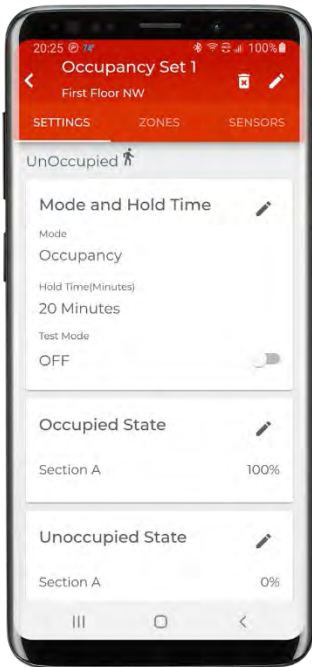 20:25 100%
Occupancy Set 1
First Floor NW
SETTINGS ZONES SENSORS
UnOccupied
Mode and Hold Time
Mode
Occupancy
Hold Time(Minutes)
20 Minutes
Test Mode
OFF
Occupied State
Section A 100%
Unoccupied State
Section A 0%